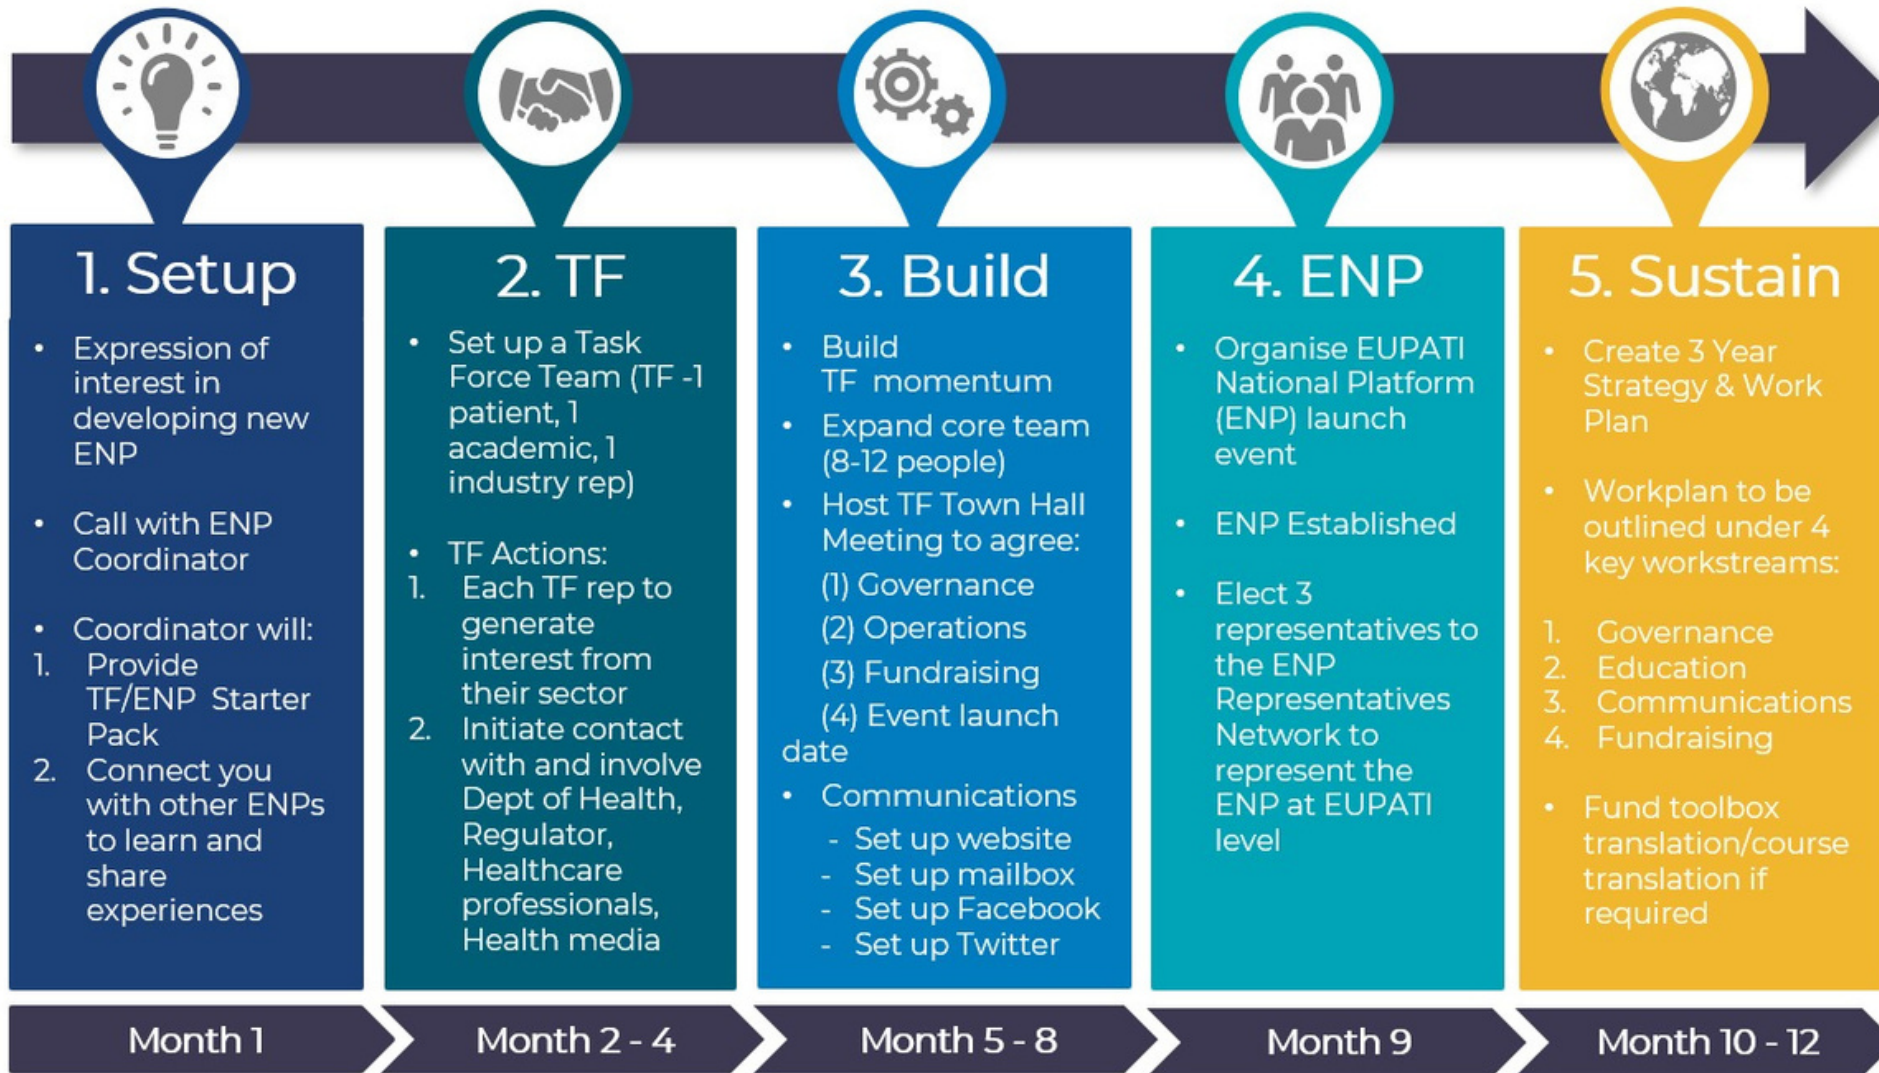 1. Setup
• Expression of
interest in
developing new
ENP
• Call with ENP
Coordinator
• Coordinator will:
1. Provide
TF/ENP Starter
Pack
2. Connect you
with other ENPs
to learn and
share
experiences
Month 1
2. TF
• Set up a Task
Force Team (TF -1
patient, 1
academic, 1
industry rep)
• TF Actions:
1. Each TF rep to
generate
interest from
their sector
2. Initiate contact
with and involve
Dept of Health,
Regulator,
Healthcare
professionals,
Health media
Month 2 - 4
3. Build
• Build
TF momentum
• Expand core team
(8-12 people)
• Host TF Town Hall
Meeting to agree:
(1) Governance
(2) Operations
(3) Fundraising
(4) Event launch
date
• Communications
- Set up website
- Set up mailbox
- Set up Facebook
- Set up Twitter
Month 5 - 8
4. ENP
• Organise EUPATI
National Platform
(ENP) launch
event
• ENP Established
• Elect 3
representatives to
the ENP
Representatives
Network to
represent the
ENP at EUPATI
level
Month 9
5. Sustain
• Create 3 Year
Strategy & Work
Plan
• Workplan to be
outlined under 4
key workstreams:
1. Governance
2. Education
3. Communications
4. Fundraising
• Fund toolbox
translation/course
translation if
required
Month 10 - 12